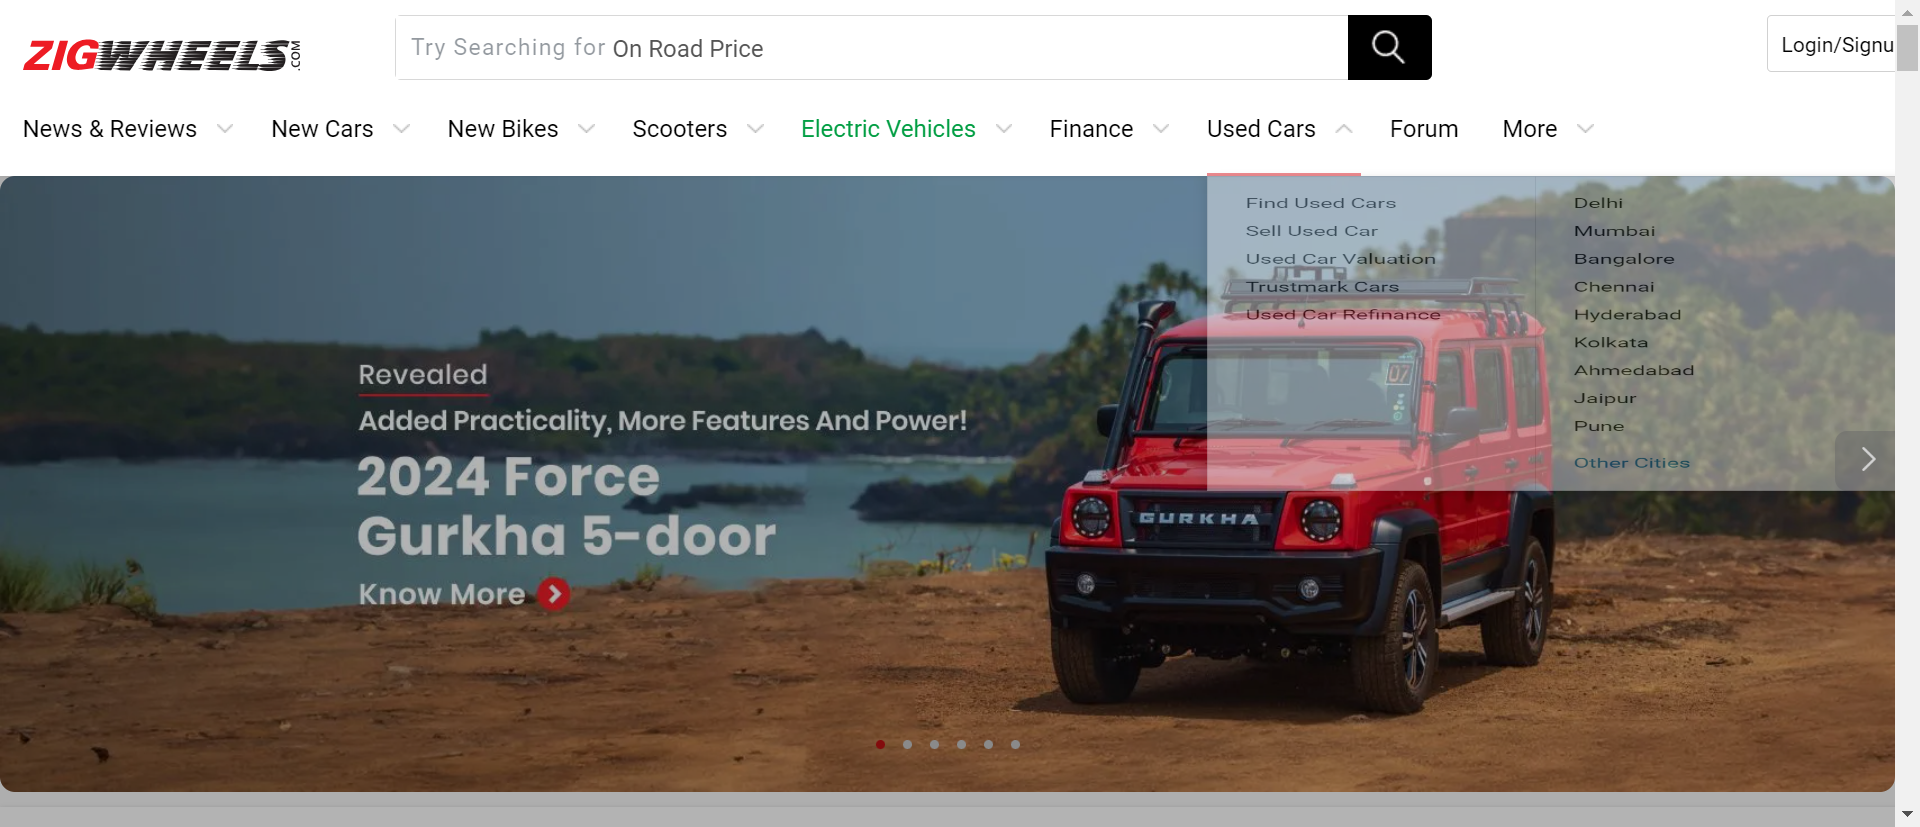 ZIGWHEELS.COM
Try Searching for On Road Price
Login/Signu
News & Reviews
New Cars
New Bikes
Scooters
Electric Vehicles
Finance
Used Cars
Forum
More
Find Used Cars
Sell Used Car
Used Car Valuation
Trustmark Cars
Used Car Refinance
Delhi
Mumbai
Bangalore
Chennai
Hyderabad
Kolkata
Ahmedabad
Jaipur
Pune
Other Cities
Revealed
Added Practicality, More Features And Power!
2024 Force
Gurkha 5-door
Know More
07
GURKHA